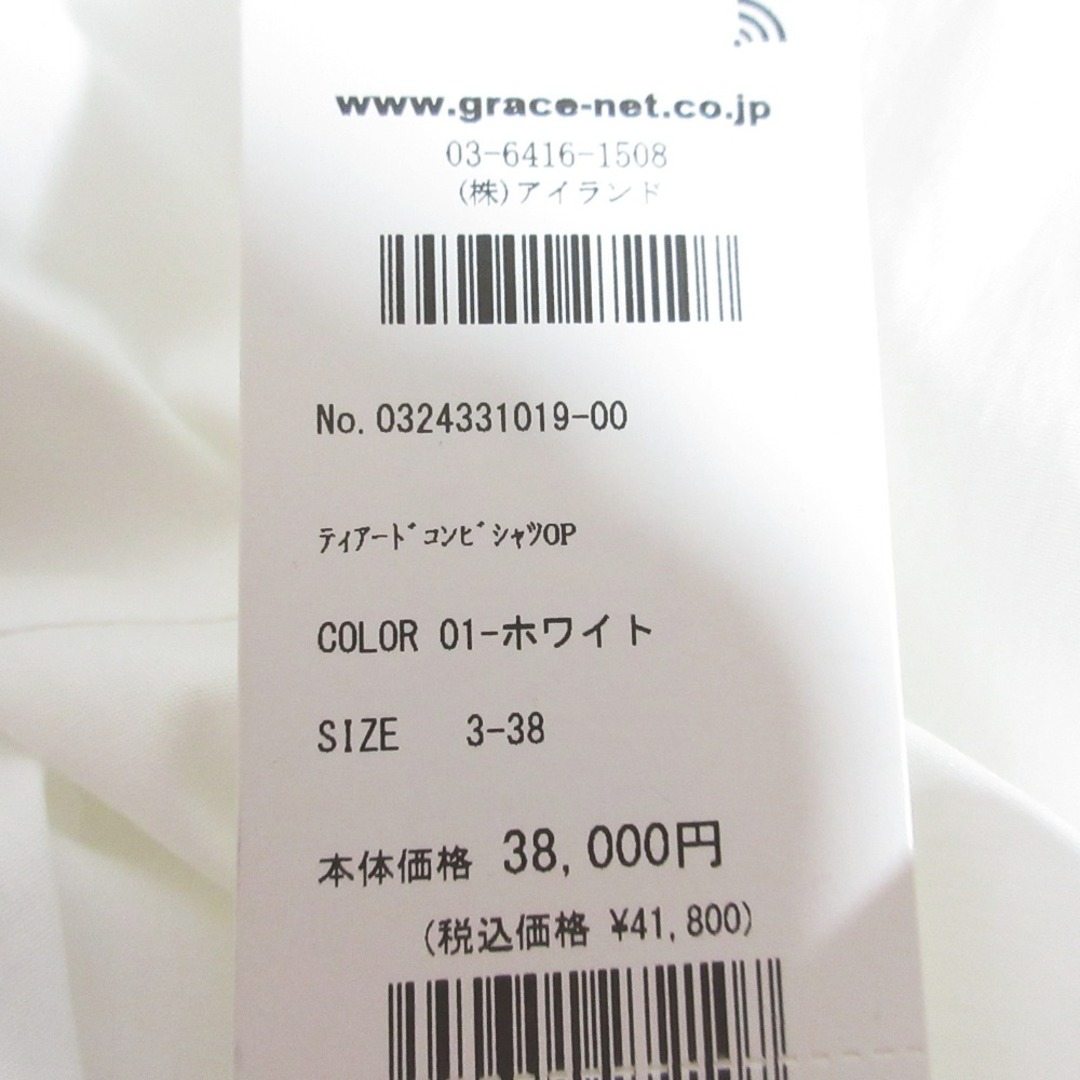 www.grace-net.co.jp
03-6416-1508
(株)アイランド
No. 0324331019-00
ﾃｨｱｰﾄﾞｺﾝﾋﾞｼｬﾂOP
COLOR 01-ホワイト
SIZE 3-38
本体価格 38,000円
(税込価格 ¥41,800)